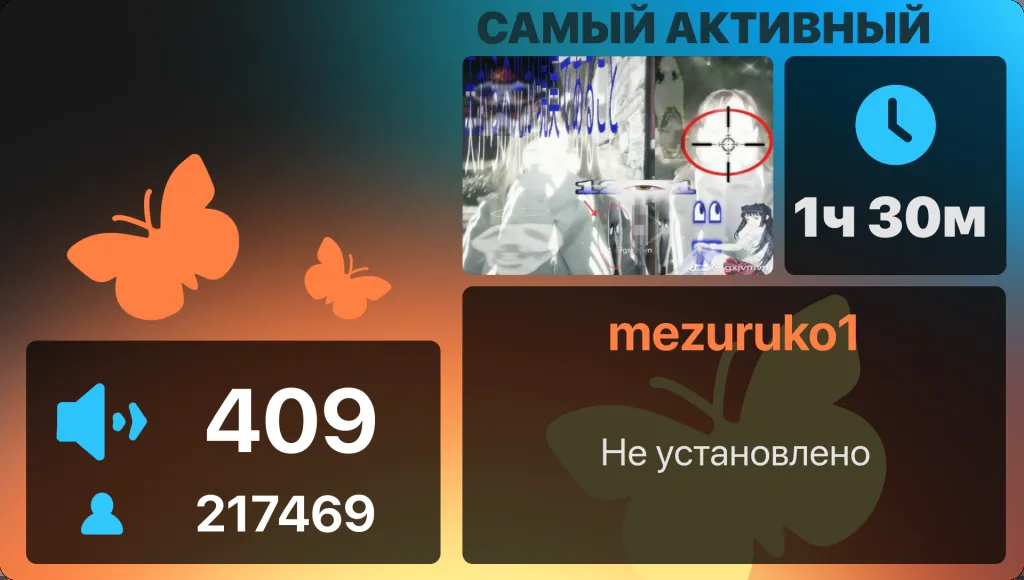 САМЫЙ АКТИВНЫЙ
1ч 30м
mezuruko1
Не установлено
409
217469